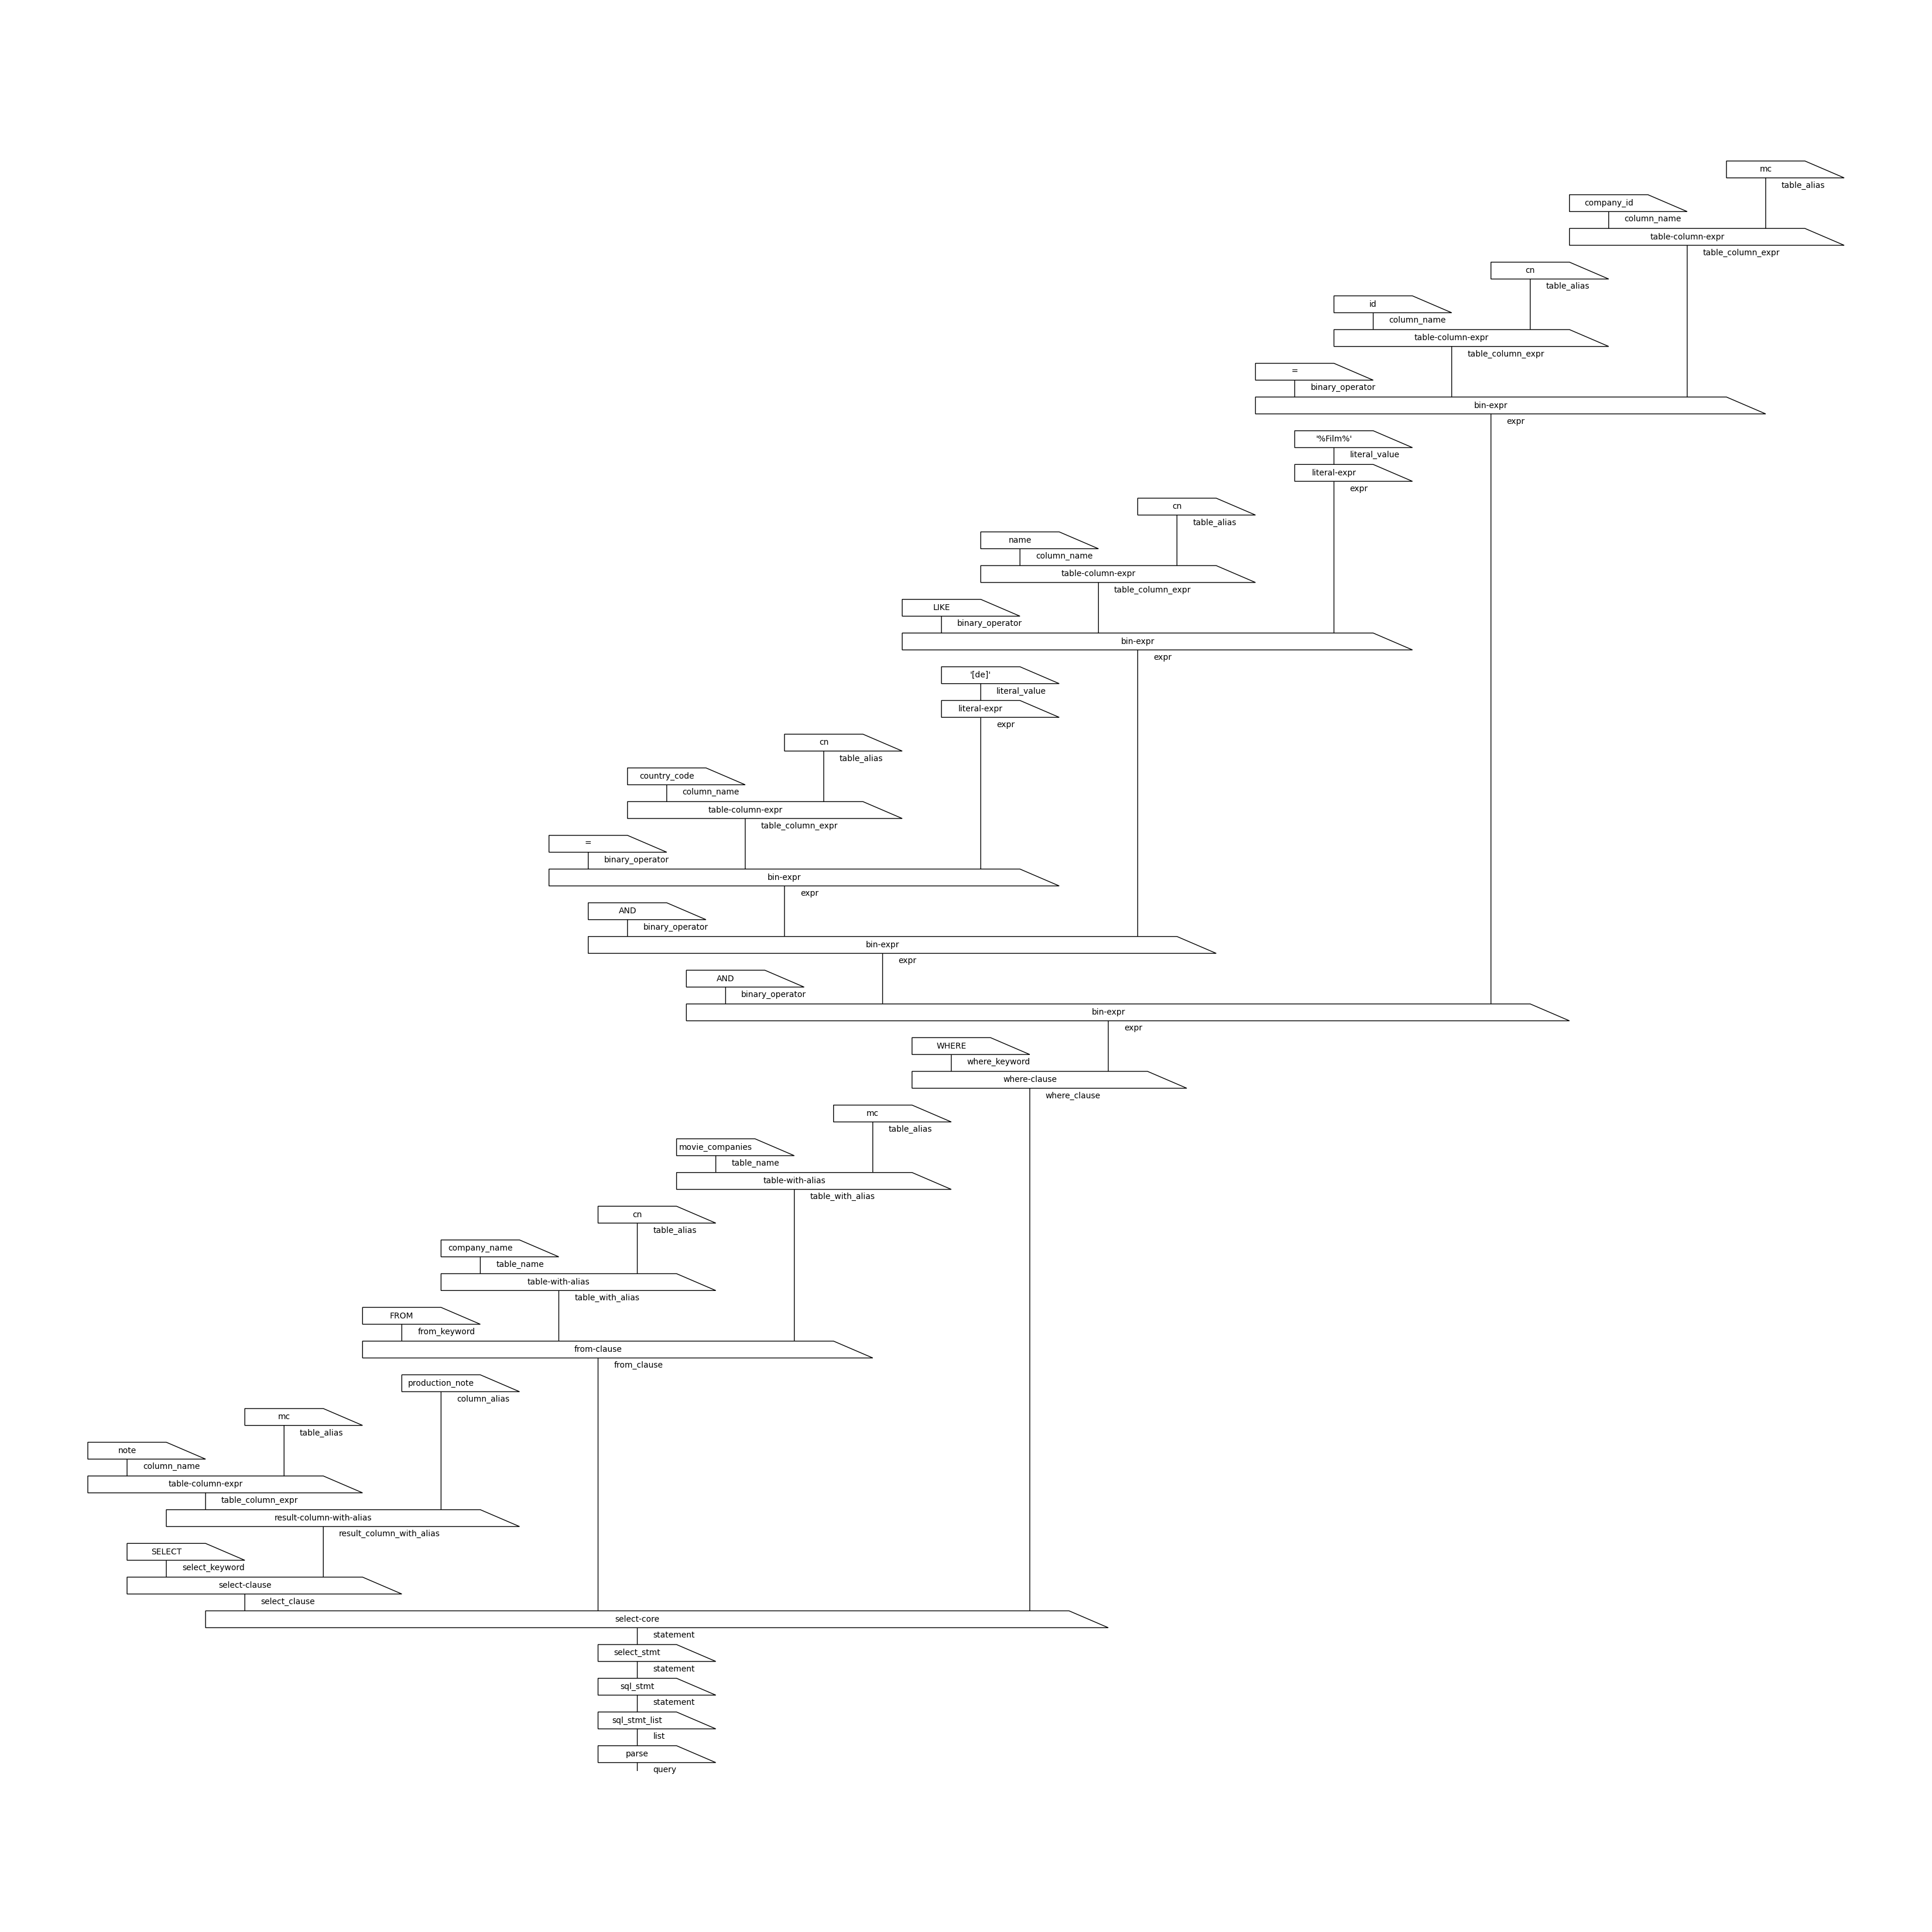 mc
table_alias
company_id
column_name
table-column-expr
table_column_expr
cn
table_alias
id
column_name
table-column-expr
table_column_expr
=
binary_operator
bin-expr
expr
'%Film%'
literal_value
literal-expr
expr
cn
table_alias
name
column_name
table-column-expr
table_column_expr
LIKE
binary_operator
bin-expr
expr
'[de]'
literal_value
literal-expr
expr
cn
table_alias
country_code
column_name
table-column-expr
table_column_expr
=
binary_operator
bin-expr
expr
AND
binary_operator
bin-expr
expr
AND
binary_operator
bin-expr
expr
WHERE
where_keyword
where-clause
where_clause
mc
table_alias
movie_companies
table_name
table-with-alias
table_with_alias
cn
table_alias
company_name
table_name
table-with-alias
table_with_alias
FROM
from_keyword
from-clause
from_clause
production_note
column_alias
mc
table_alias
note
column_name
table-column-expr
table_column_expr
result-column-with-alias
result_column_with_alias
SELECT
select_keyword
select-clause
select_clause
select-core
statement
select_stmt
statement
sql_stmt
statement
sql_stmt_list
list
parse
query